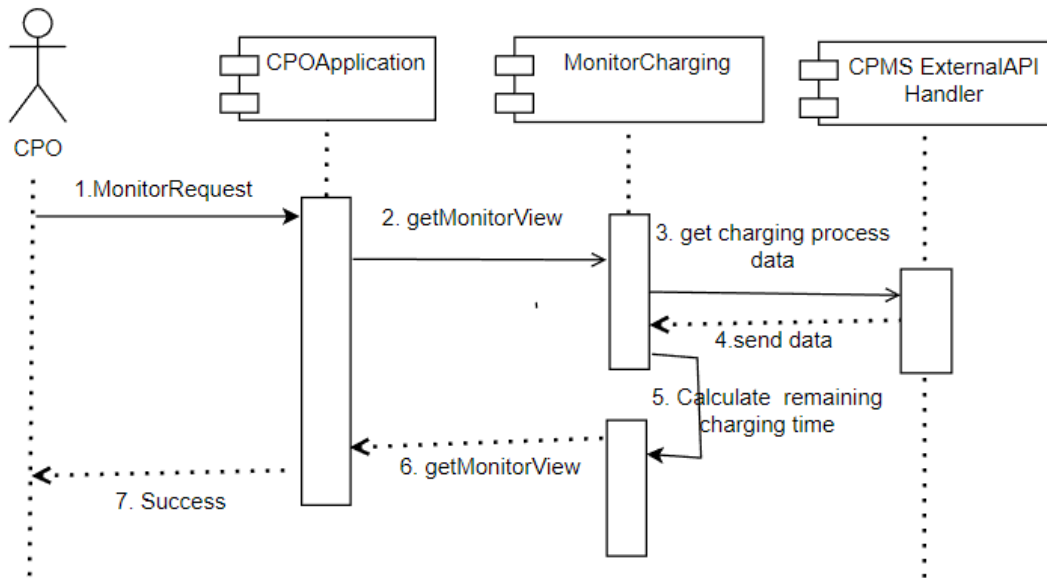 CPOApplication
MonitorCharging
CPMS ExternalAPI
Handler
CPO
1.MonitorRequest
2. getMonitorView
3. get charging process
data
4.send data
5. Calculate remaining
charging time
6. getMonitorView
7. Success